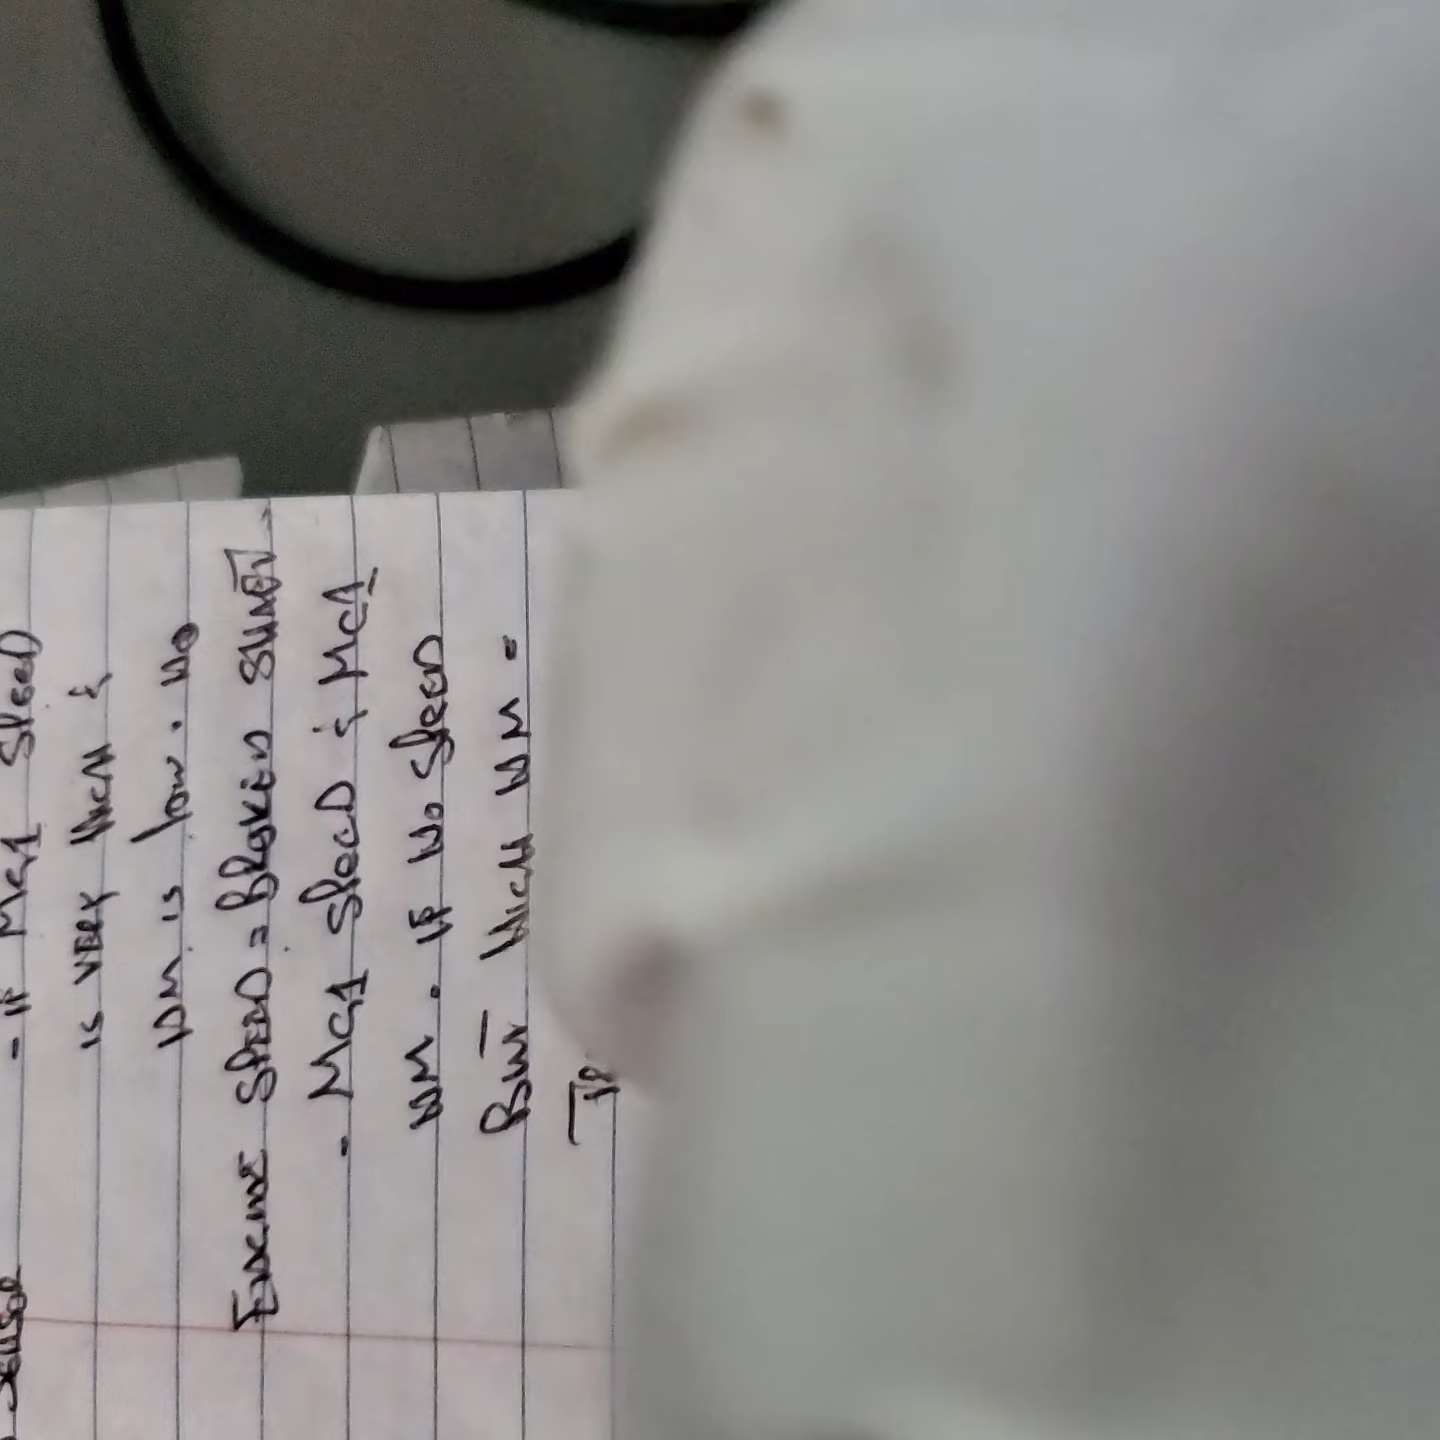 - IF MG1 SPEED
SENSOR IS VERY HIGH &
NM IS LOW. NO
ENGINE SPEED = BROKEN SHAFT.
- MG1 SPEED & MG1
NM. IF NO SPEED
BUT HIGH NM =